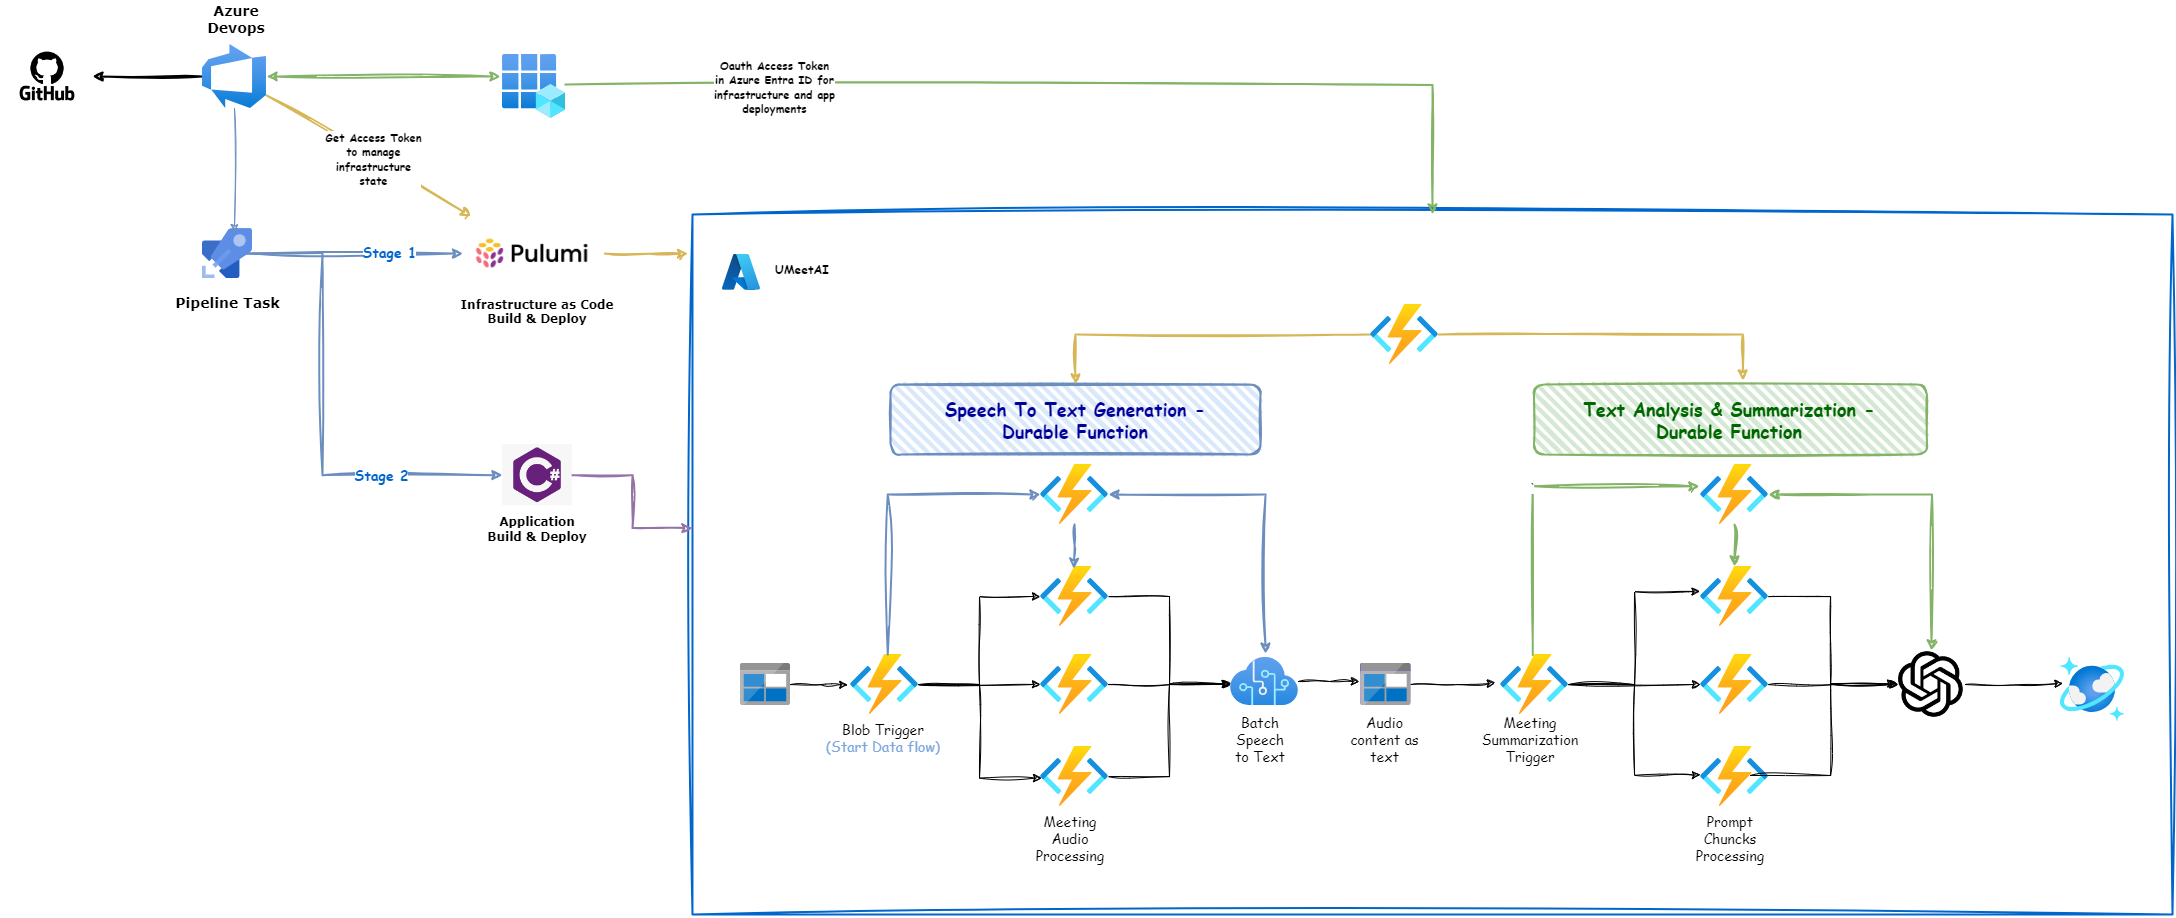 Azure
Devops
GitHub
Oauth Access Token
in Azure Entra ID for
infrastructure and app
deployments
Get Access Token
to manage
infrastructure
state
Stage 1
Pulumi
Pipeline Task
Infrastructure as Code
Build & Deploy
UMeetAI
Speech To Text Generation -
Durable Function
Text Analysis & Summarization -
Durable Function
Stage 2
C#
Application
Build & Deploy
Blob Trigger
(Start Data flow)
Batch
Speech
to Text
Audio
content as
text
Meeting
Summarization
Trigger
Meeting
Audio
Processing
Prompt
Chuncks
Processing